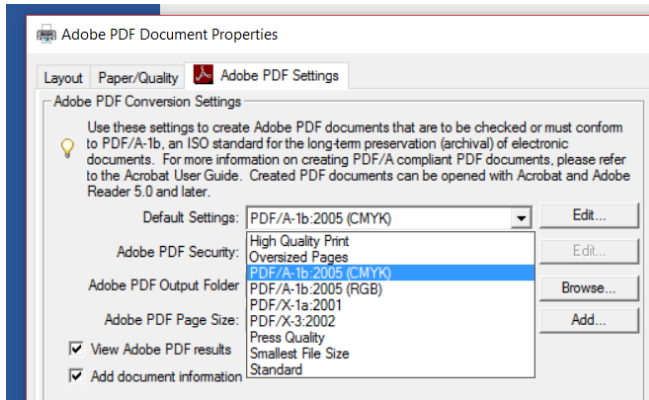 Adobe PDF Document Properties
Layout Paper/Quality Adobe PDF Settings
Adobe PDF Conversion Settings
Use these settings to create Adobe PDF documents that are to be checked or must conform
to PDF/A-1b, an ISO standard for the long-term preservation (archival) of electronic
documents. For more information on creating PDF/A compliant PDF documents, please refer
to the Acrobat User Guide. Created PDF documents can be opened with Acrobat and Adobe
Reader 5.0 and later.
Default Settings: PDF/A-1b:2005 (CMYK) Edit...
High Quality Print
Adobe PDF Security: Oversized Pages Edit...
PDF/A-1b:2005 (CMYK)
Adobe PDF Output Folder PDF/A-1b:2005 (RGB) Browse...
PDF/X-1a:2001
Adobe PDF Page Size: PDF/X-3:2002 Add...
Press Quality
View Adobe PDF results Smallest File Size
Add document information Standard